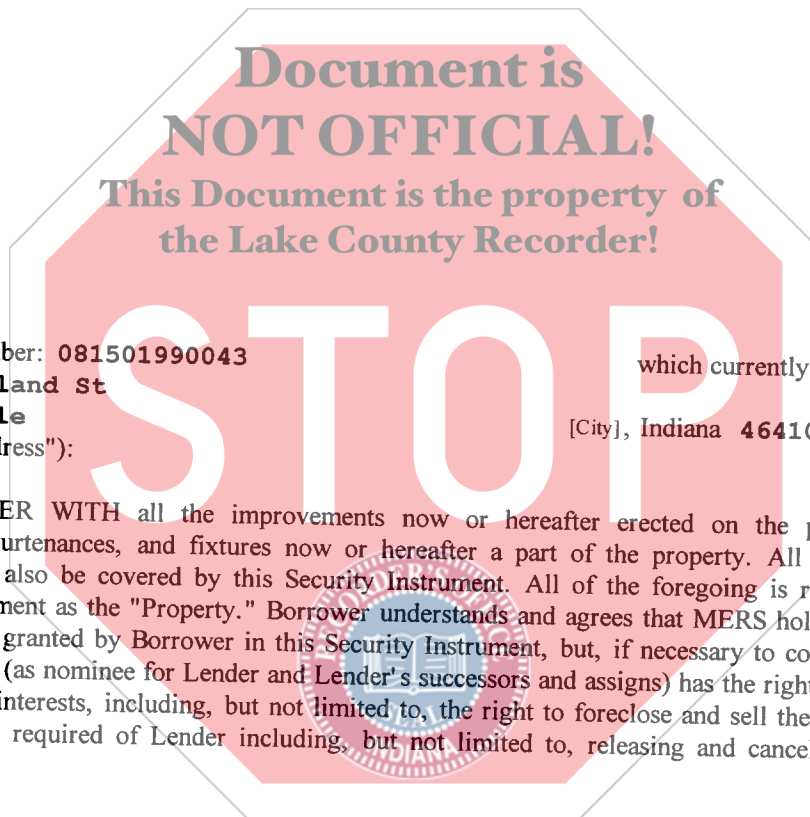 Document is
NOT OFFICIAL!
This Document is the property of
the Lake County Recorder!
STOP
ber: 081501990043 which currently
land St
le [City], Indiana 46410
ress"):
ER WITH all the improvements now or hereafter erected on the
urtenances, and fixtures now or hereafter a part of the property. All
also be covered by this Security Instrument. All of the foregoing is r
ment as the "Property." Borrower understands and agrees that MERS hol
granted by Borrower in this Security Instrument, but, if necessary to co
(as nominee for Lender and Lender's successors and assigns) has the right
interests, including, but not limited to, the right to foreclose and sell the
required of Lender including, but not limited to, releasing and cancel
SEAL
INDIANA